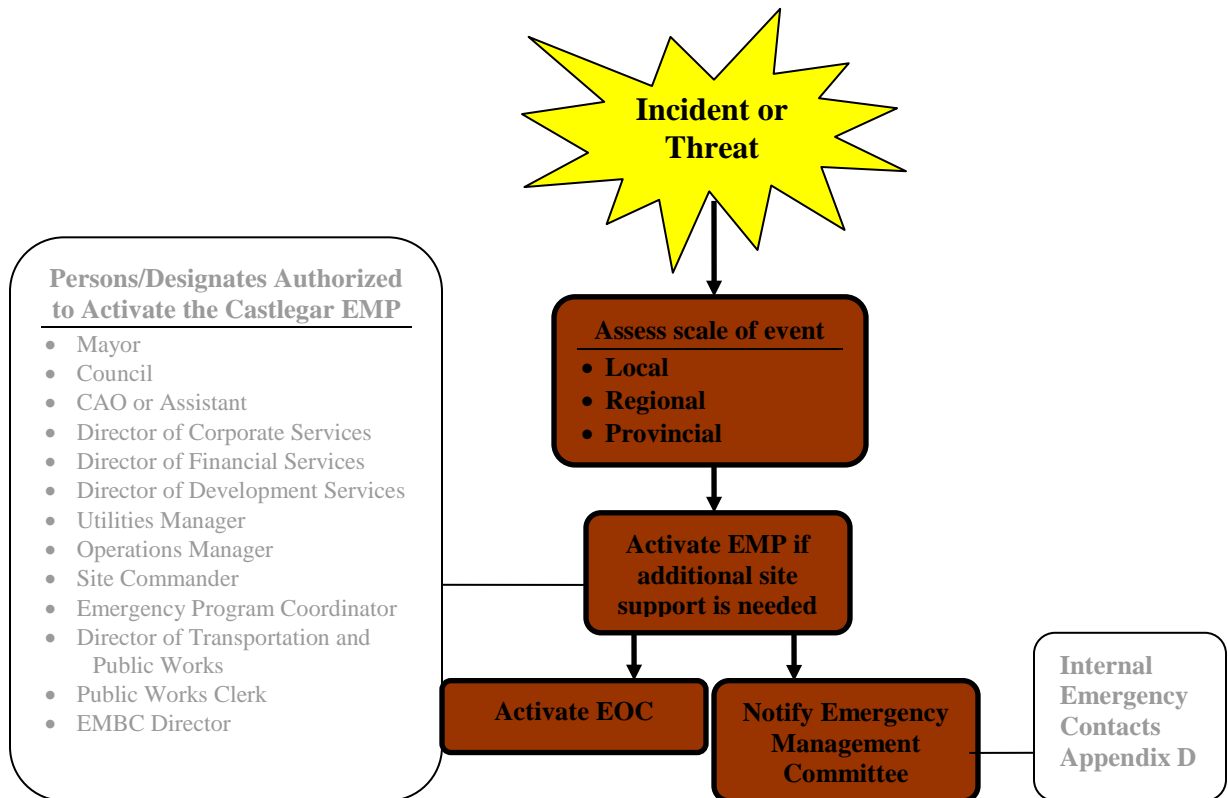 Incident or
Threat
Persons/Designates Authorized
to Activate the Castlegar EMP
• Mayor
• Council
• CAO or Assistant
• Director of Corporate Services
• Director of Financial Services
• Director of Development Services
• Utilities Manager
• Operations Manager
• Site Commander
• Emergency Program Coordinator
• Director of Transportation and
Public Works
• Public Works Clerk
• EMBC Director
Assess scale of event
• Local
• Regional
• Provincial
Activate EMP if
additional site
support is needed
Activate EOC
Notify Emergency
Management
Committee
Internal
Emergency
Contacts
Appendix D